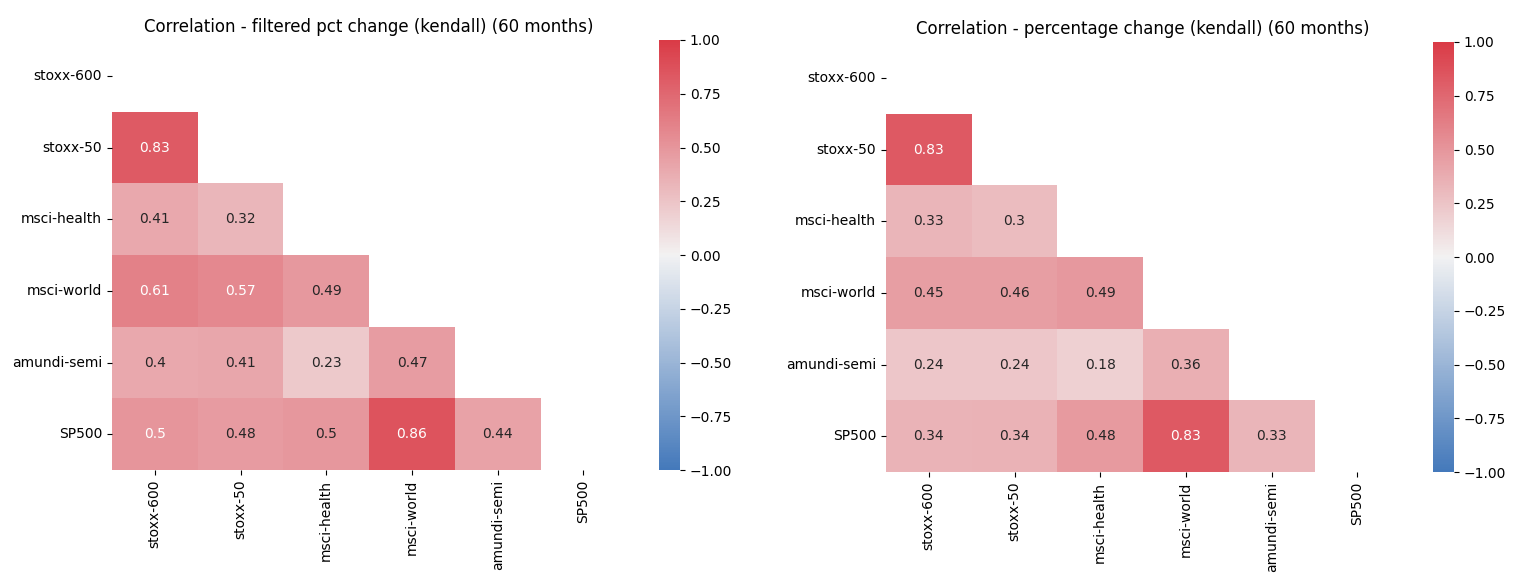 Correlation - filtered pct change (kendall) (60 months)
stoxx-600
stoxx-50
0.83
msci-health
0.41
0.32
msci-world
0.61
0.57
0.49
amundi-semi
0.4
0.41
0.23
0.47
SP500
0.5
0.48
0.5
0.86
0.44
stoxx-600
stoxx-50
msci-health
msci-world
amundi-semi
SP500
1.00
0.75
0.50
0.25
0.00
−0.25
−0.50
−0.75
−1.00
Correlation - percentage change (kendall) (60 months)
stoxx-600
stoxx-50
0.83
msci-health
0.33
0.3
msci-world
0.45
0.46
0.49
amundi-semi
0.24
0.24
0.18
0.36
SP500
0.34
0.34
0.48
0.83
0.33
stoxx-600
stoxx-50
msci-health
msci-world
amundi-semi
SP500
1.00
0.75
0.50
0.25
0.00
−0.25
−0.50
−0.75
−1.00